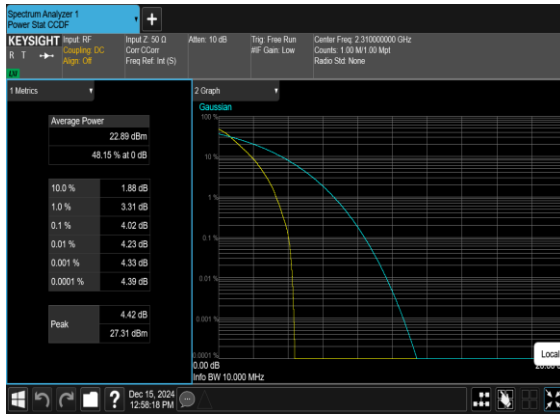 Spectrum Analyzer 1
Power Stat CCDF
KEYSIGHT
R T
LXI
Input: RF
Coupling: DC
Align: Off
Input Z: 50 Ω
Corr CCorr
Freq Ref: Int (S)
Atten: 10 dB
Trig: Free Run
#IF Gain: Low
Center Freq: 2.310000000 GHz
Counts: 1.00 M/1.00 Mpt
Radio Std: None
1 Metrics
Average Power
22.89 dBm
48.15 % at 0 dB
10.0 % 1.88 dB
1.0 % 3.31 dB
0.1 % 4.02 dB
0.01 % 4.23 dB
0.001 % 4.33 dB
0.0001 % 4.39 dB
Peak
4.42 dB
27.31 dBm
2 Graph
Gaussian
100 %
10 %
1 %
0.1 %
0.01 %
0.001 %
0.0001 %
0.00 dB
Info BW 10.000 MHz
Local
Dec 15, 2024
12:58:18 PM